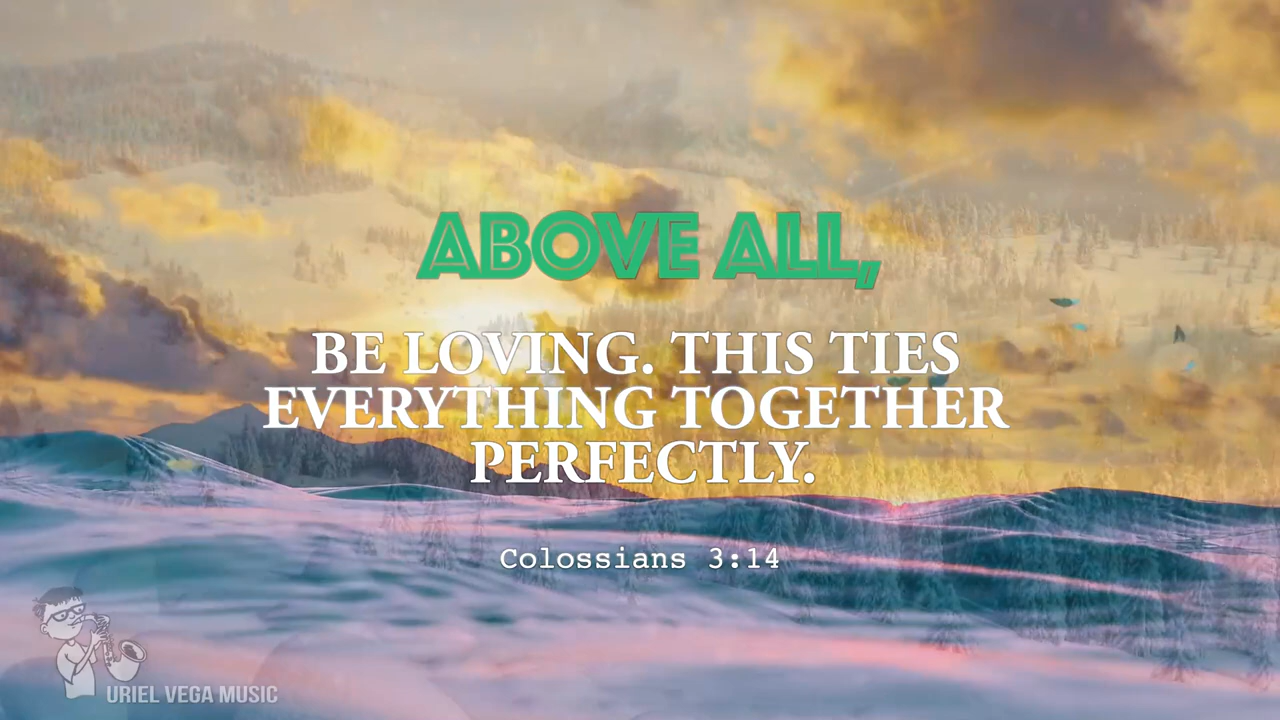 ABOVE ALL,
BE LOVING. THIS TIES
EVERYTHING TOGETHER
PERFECTLY.
Colossians 3:14
URIEL VEGA MUSIC